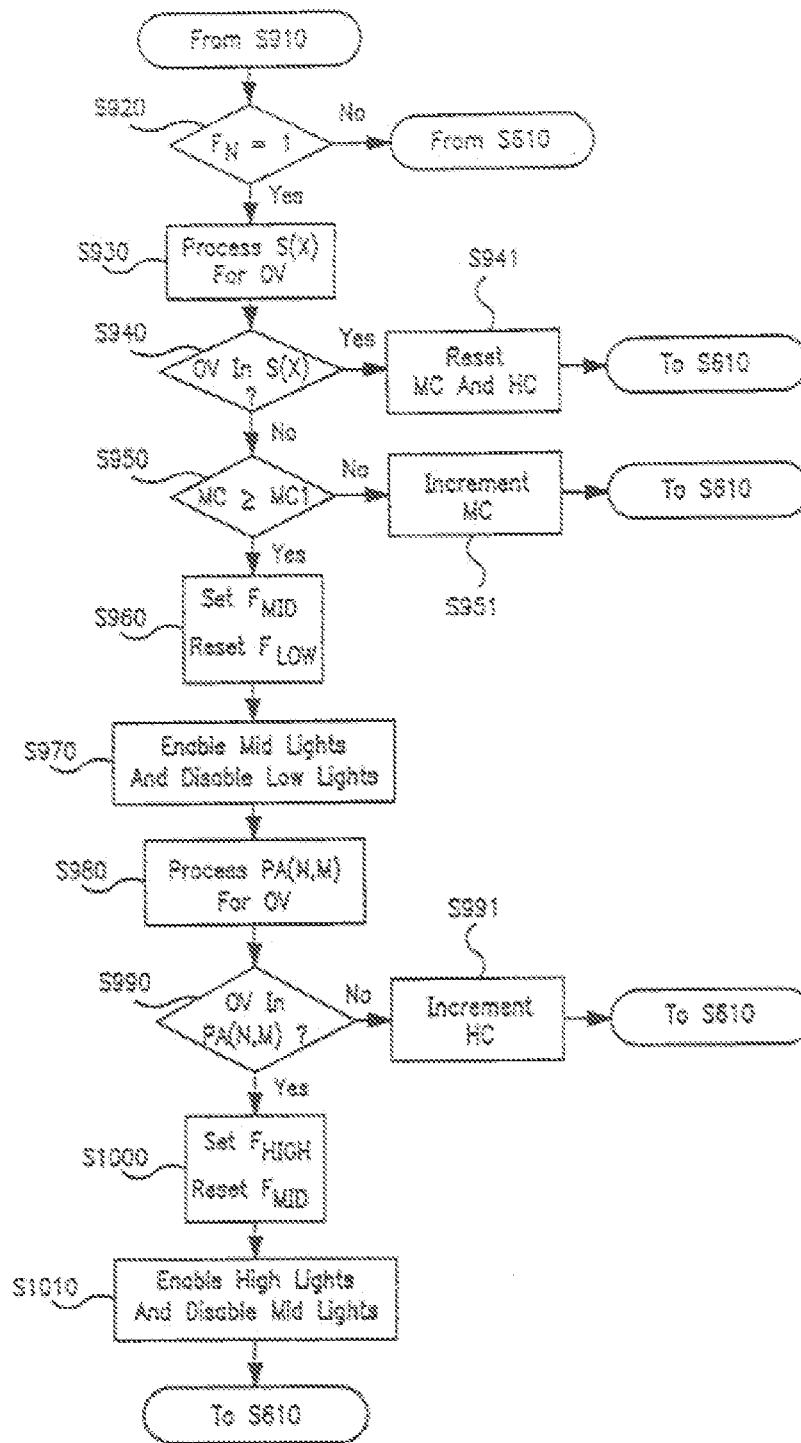 From S910
S920
F_N = 1
No
From S610
Yes
S930
Process S(X)
For OV
S940
OV In S(X)
?
Yes
S941
Reset
MC And HC
To S610
No
S950
MC ≥ MC1
No
Increment
MC
S951
To S610
Yes
S960
Set F_MID
Reset F_LOW
S970
Enable Mid Lights
And Disable Low Lights
S980
Process PA(N,M)
For OV
S990
OV In
PA(N,M) ?
No
S991
Increment
HC
To S610
Yes
S1000
Set F_HIGH
Reset F_MID
S1010
Enable High Lights
And Disable Mid Lights
To S610